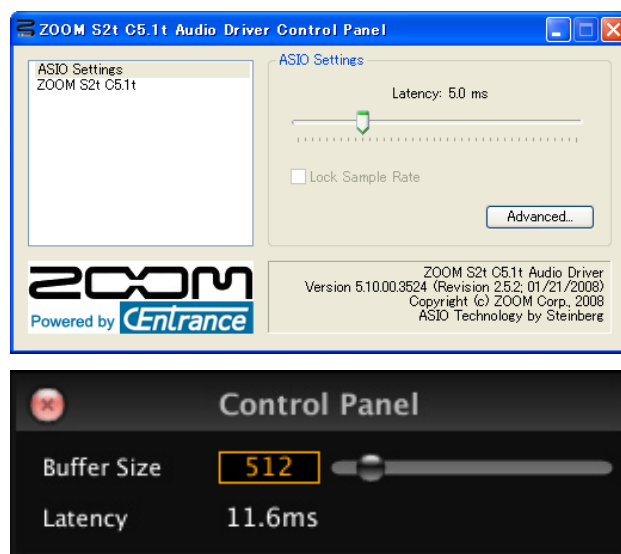 ZOOM S2t C5.1t Audio Driver Control Panel
ASIO Settings
ZOOM S2t C5.1t
ASIO Settings
Latency: 5.0 ms
Lock Sample Rate
Advanced...
ZOOM
Powered by CEntrance
ZOOM S2t C5.1t Audio Driver
Version 5.10.00.3524 (Revision 2.5.2; 01/21/2008)
Copyright (c) ZOOM Corp., 2008
ASIO Technology by Steinberg
Control Panel
Buffer Size 512
Latency 11.6ms